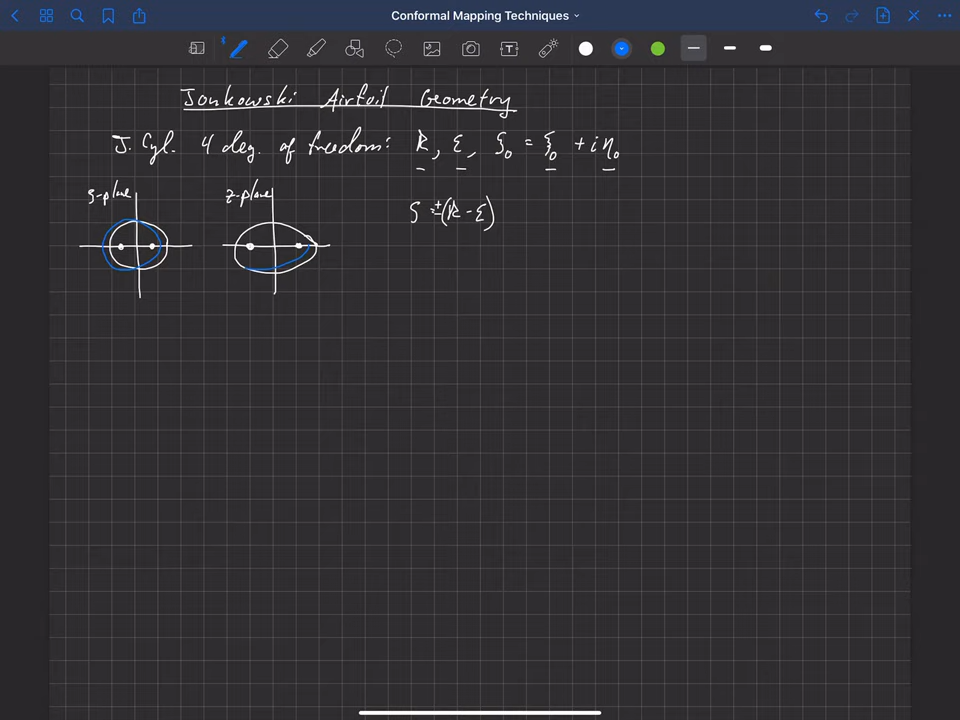 Conformal Mapping Techniques
Joukowski Airfoil Geometry
J. Cyl. 4 deg. of freedom: R, ε, ζ₀ = ξ₀ + iη₀
ζ-plane z-plane
ζ = ±(R - ε)